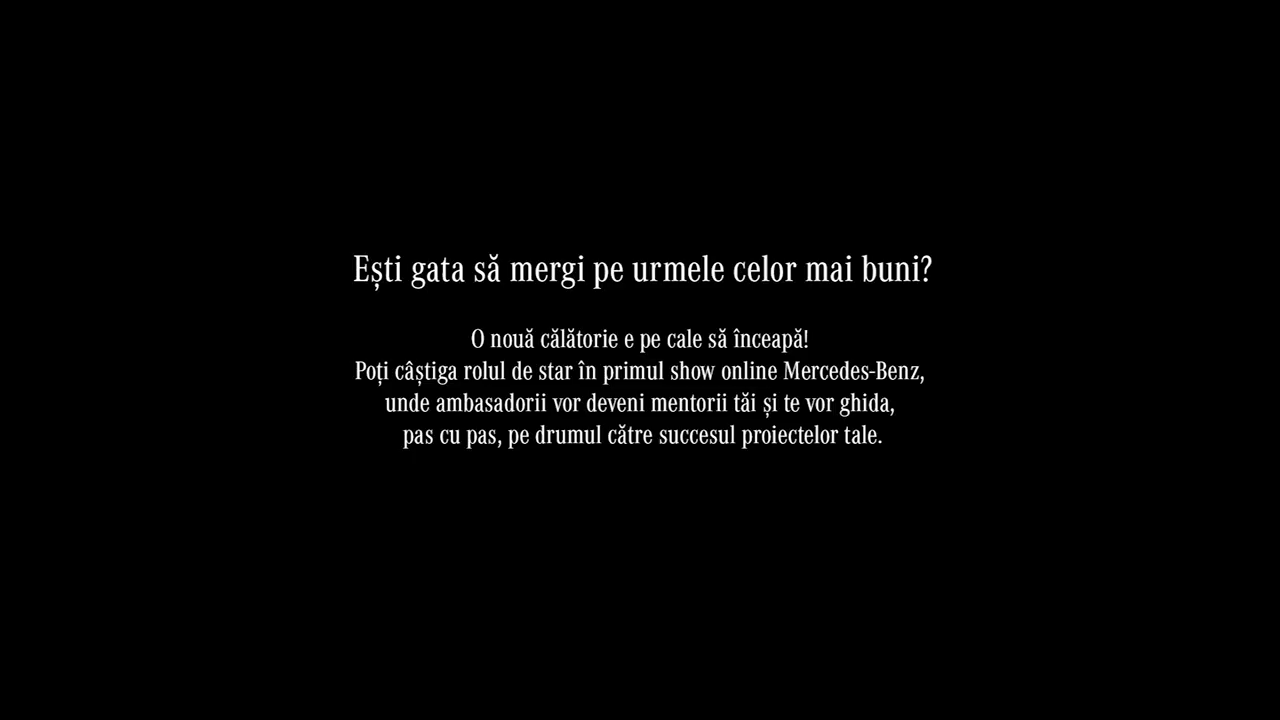 Ești gata să mergi pe urmele celor mai buni?
O nouă călătorie e pe cale să înceapă!
Poți câștiga rolul de star în primul show online Mercedes-Benz,
unde ambasadorii vor deveni mentorii tăi și te vor ghida,
pas cu pas, pe drumul către succesul proiectelor tale.